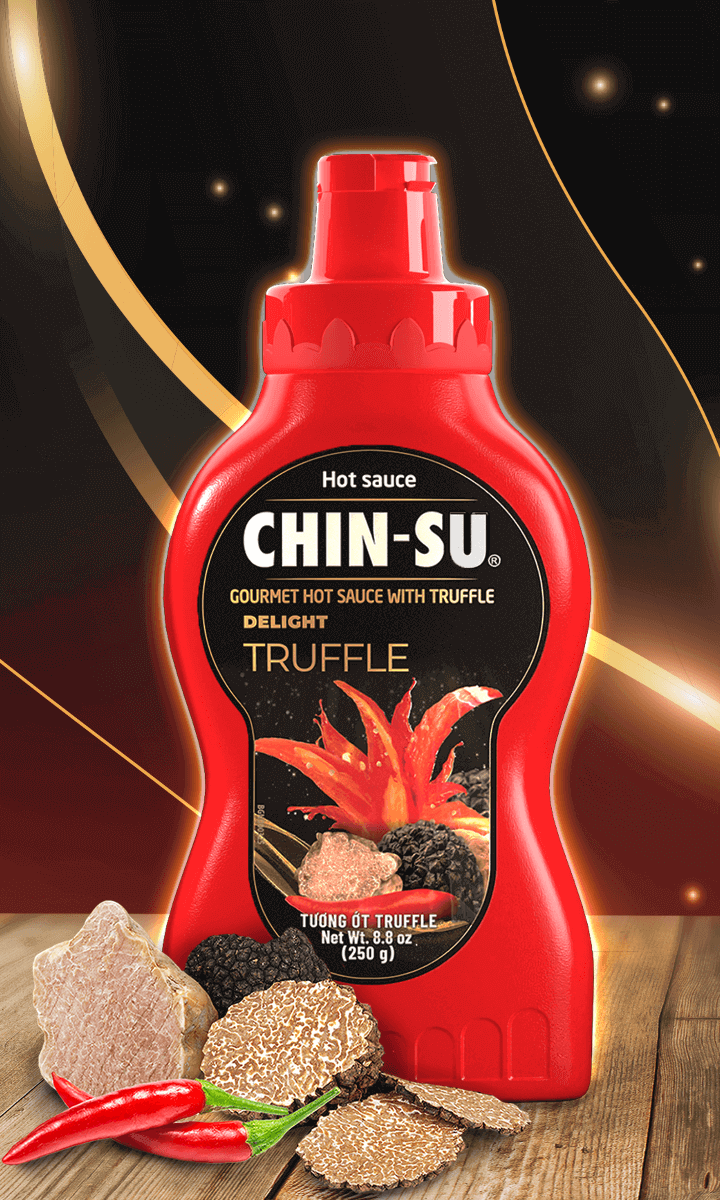 Hot sauce
CHIN-SU®
GOURMET HOT SAUCE WITH TRUFFLE
DELIGHT
TRUFFLE
TƯƠNG ỚT TRUFFLE
Net Wt. 8.8 oz
(250 g)